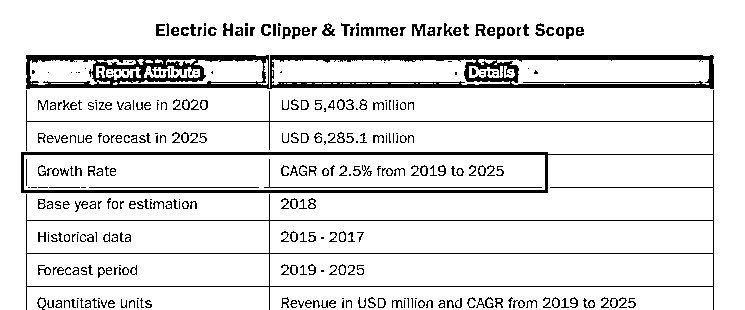 Electric Hair Clipper & Trimmer Market Report Scope
Report Attribute Details
Market size value in 2020 USD 5,403.8 million
Revenue forecast in 2025 USD 6,285.1 million
Growth Rate CAGR of 2.5% from 2019 to 2025
Base year for estimation 2018
Historical data 2015 - 2017
Forecast period 2019 - 2025
Quantitative units Revenue in USD million and CAGR from 2019 to 2025